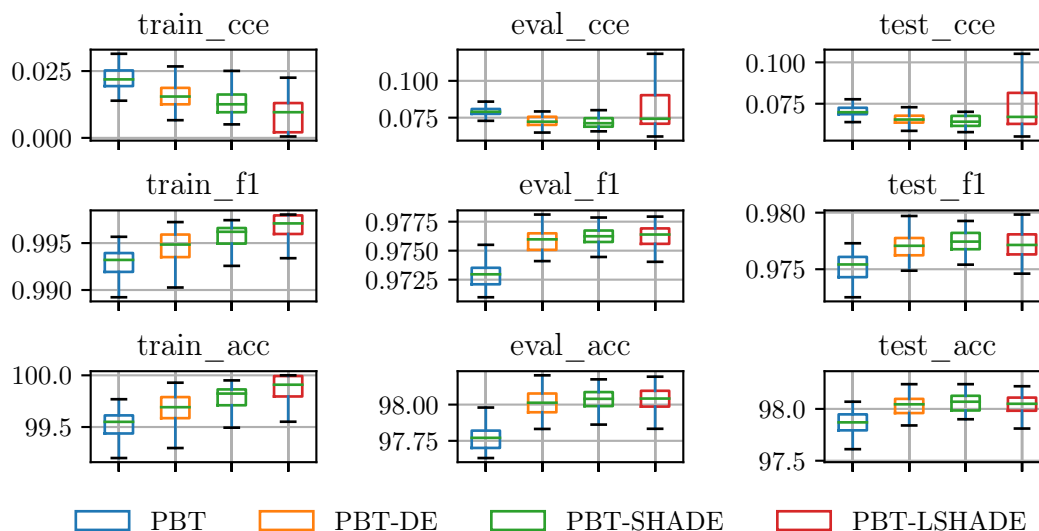 train_cce eval_cce test_cce
0.025 0.100 0.100
0.000 0.075 0.075
train_f1 eval_f1 test_f1
0.995 0.9775 0.980
0.990 0.9750 0.975
0.9725
train_acc eval_acc test_acc
100.0 98.00 98.0
99.5 97.75 97.5
PBT PBT-DE PBT-SHADE PBT-LSHADE